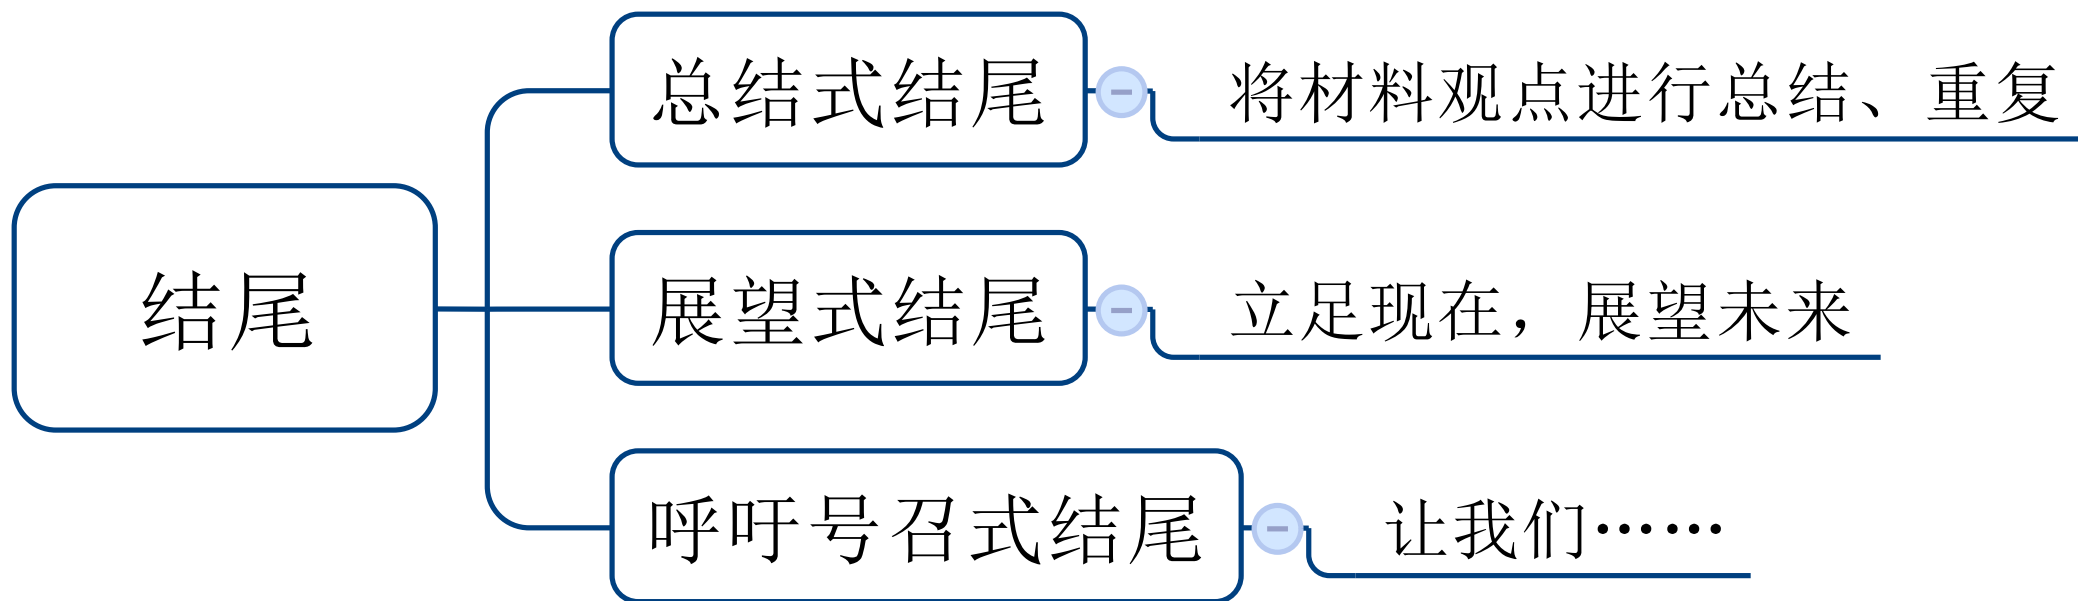 结尾
总结式结尾
将材料观点进行总结、重复
展望式结尾
立足现在，展望未来
呼吁号召式结尾
让我们……